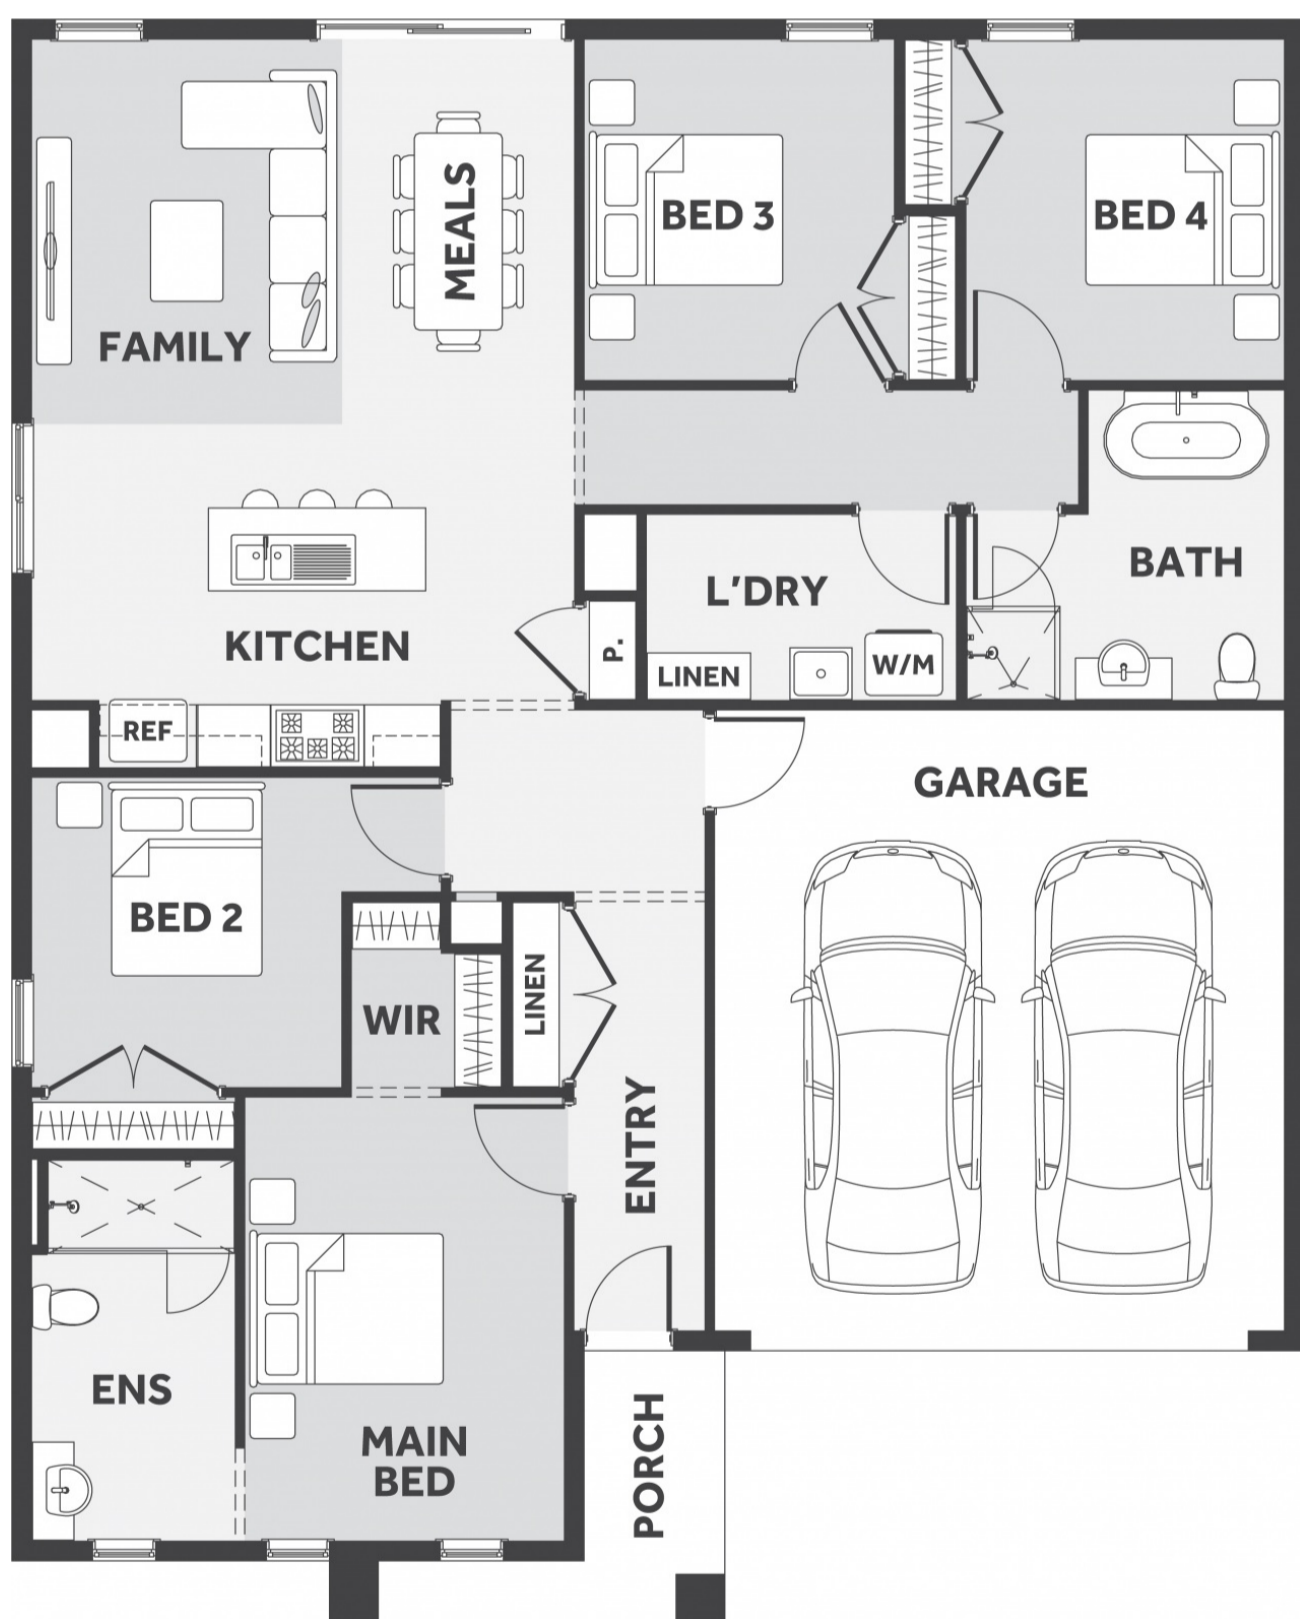 BED 3
BED 4
MEALS
FAMILY
BATH
L'DRY
KITCHEN
P.
W/M
LINEN
REF
GARAGE
BED 2
LINEN
WIR
ENTRY
ENS
MAIN
BED
PORCH